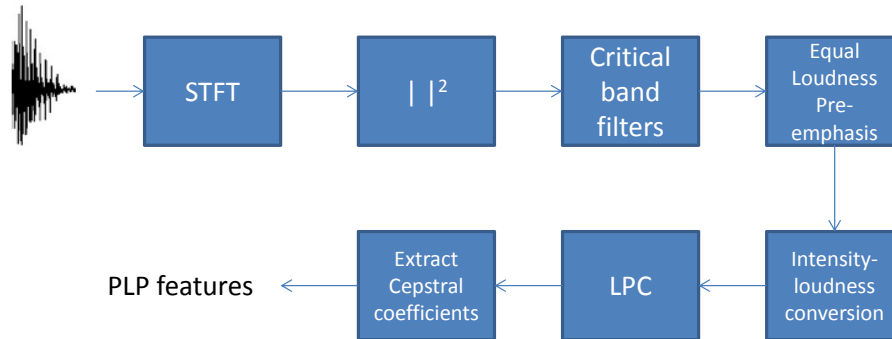 STFT
| |²
Critical
band
filters
Equal
Loudness
Pre-
emphasis
Intensity-
loudness
conversion
LPC
Extract
Cepstral
coefficients
PLP features